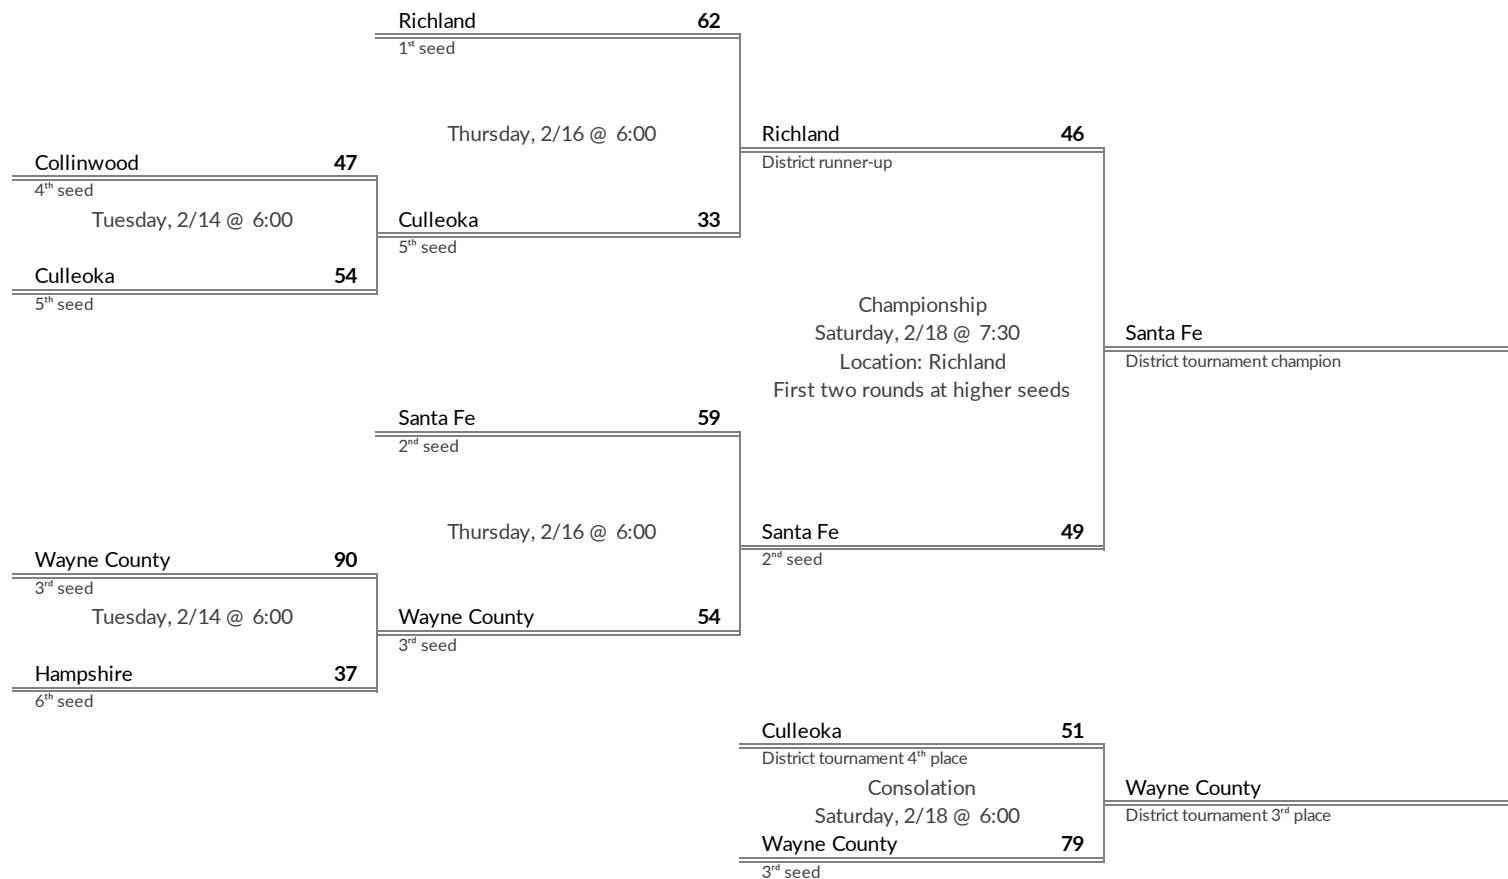 Richland 62
1st seed
Thursday, 2/16 @ 6:00
Richland 46
District runner-up
Collinwood 47
4th seed
Tuesday, 2/14 @ 6:00
Culleoka 33
5th seed
Culleoka 54
5th seed
Championship
Saturday, 2/18 @ 7:30
Location: Richland
First two rounds at higher seeds
Santa Fe
District tournament champion
Santa Fe 59
2nd seed
Thursday, 2/16 @ 6:00
Santa Fe 49
2nd seed
Wayne County 90
3rd seed
Tuesday, 2/14 @ 6:00
Wayne County 54
3rd seed
Hampshire 37
6th seed
Culleoka 51
District tournament 4th place
Consolation
Saturday, 2/18 @ 6:00
Wayne County
District tournament 3rd place
Wayne County 79
3rd seed